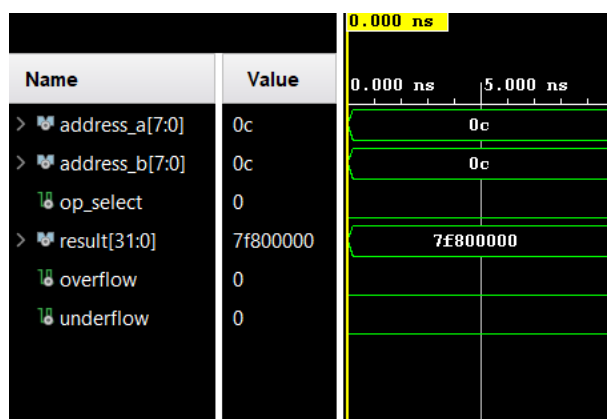 0.000 ns
Name Value 0.000 ns 5.000 ns
address_a[7:0] 0c 0c
address_b[7:0] 0c 0c
op_select 0
result[31:0] 7f800000 7f800000
overflow 0
underflow 0